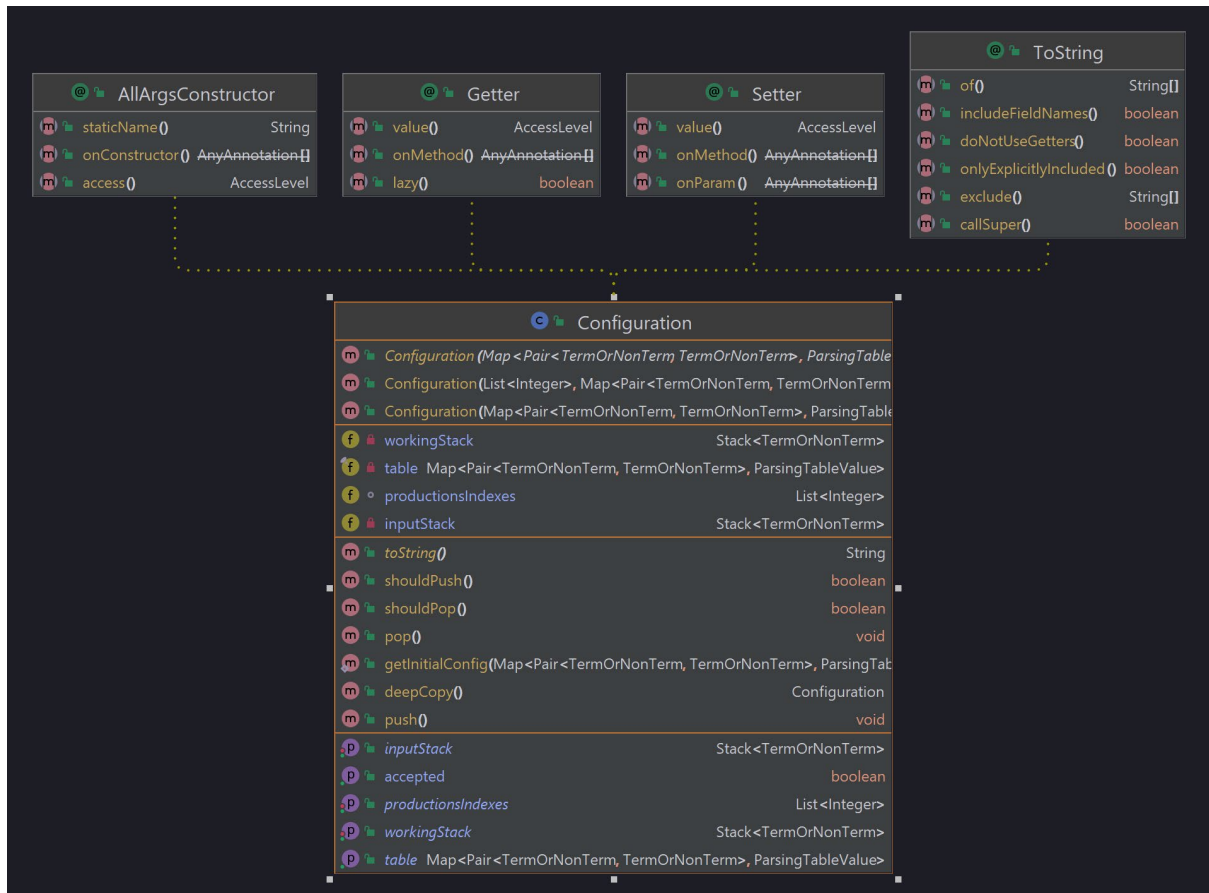 AllArgsConstructor
staticName() String
onConstructor() AnyAnnotation[]
access() AccessLevel
Getter
value() AccessLevel
onMethod() AnyAnnotation[]
lazy() boolean
Setter
value() AccessLevel
onMethod() AnyAnnotation[]
onParam() AnyAnnotation[]
ToString
of() String[]
includeFieldNames() boolean
doNotUseGetters() boolean
onlyExplicitlyIncluded() boolean
exclude() String[]
callSuper() boolean
Configuration
Configuration(Map<Pair<TermOrNonTerm, TermOrNonTerm>, ParsingTable
Configuration(List<Integer>, Map<Pair<TermOrNonTerm, TermOrNonTerm
Configuration(Map<Pair<TermOrNonTerm, TermOrNonTerm>, ParsingTable
workingStack Stack<TermOrNonTerm>
table Map<Pair<TermOrNonTerm, TermOrNonTerm>, ParsingTableValue>
productionsIndexes List<Integer>
inputStack Stack<TermOrNonTerm>
toString() String
shouldPush() boolean
shouldPop() boolean
pop() void
getInitialConfig(Map<Pair<TermOrNonTerm, TermOrNonTerm>, ParsingTab
deepCopy() Configuration
push() void
inputStack Stack<TermOrNonTerm>
accepted boolean
productionsIndexes List<Integer>
workingStack Stack<TermOrNonTerm>
table Map<Pair<TermOrNonTerm, TermOrNonTerm>, ParsingTableValue>